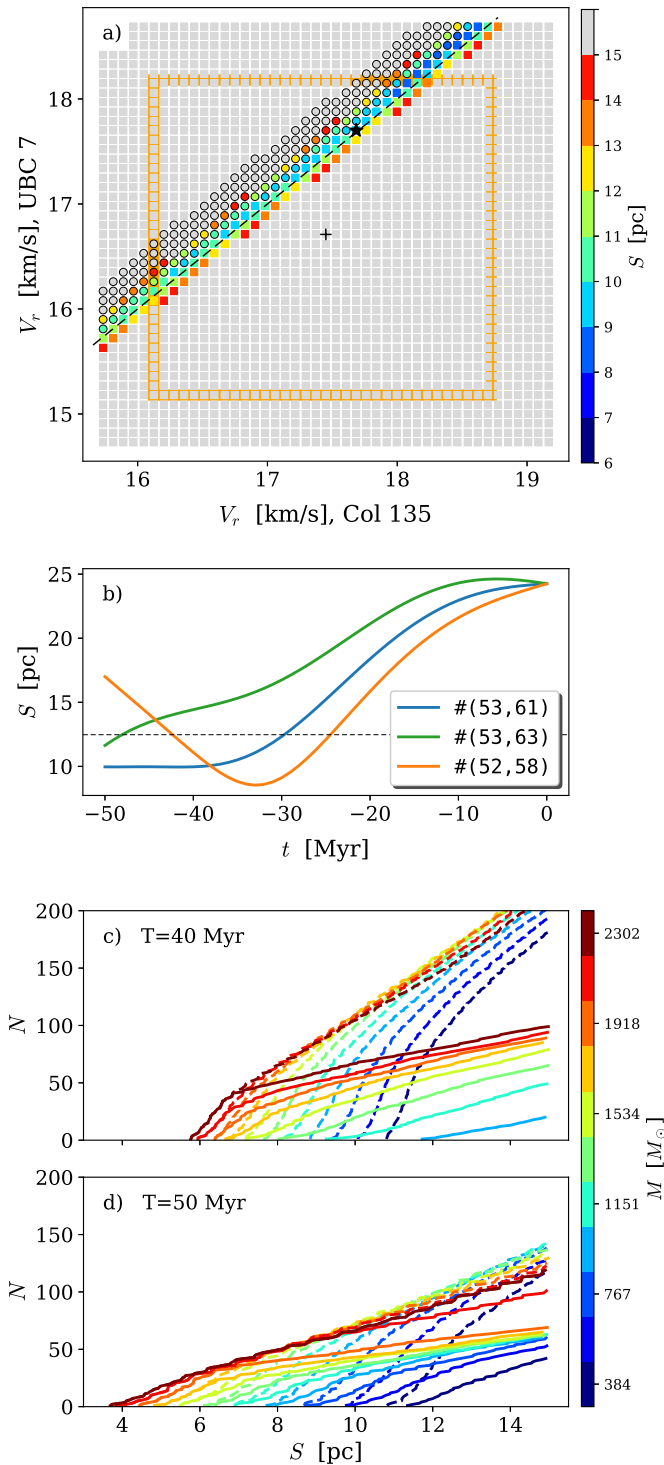 a)
18
17
16
15
V_r [km/s], UBC 7
16 17 18 19
V_r [km/s], Col 135
15
14
13
12
11
10
9
8
7
6
S [pc]
b)
25
20
15
10
S [pc]
#(53,61)
#(53,63)
#(52,58)
−50 −40 −30 −20 −10 0
t [Myr]
c) T=40 Myr
200
150
100
50
0
N
d) T=50 Myr
200
150
100
50
0
N
4 6 8 10 12 14
S [pc]
2302
1918
1534
1151
767
384
M [M⊙]